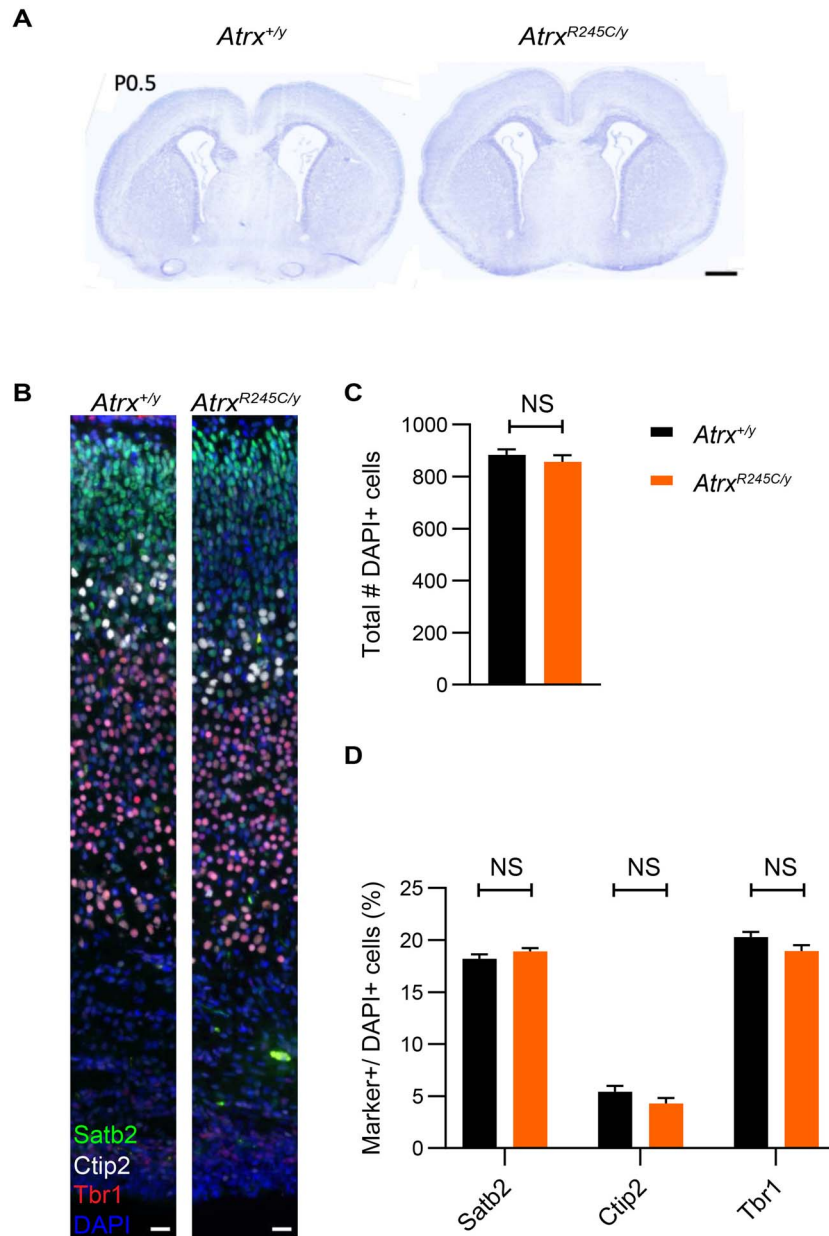 A
Atrx+/y
AtrxR245C/y
P0.5
B
Atrx+/y
AtrxR245C/y
Satb2
Ctip2
Tbr1
DAPI
C
NS
1000
800
600
400
200
0
Total # DAPI+ cells
Atrx+/y
AtrxR245C/y
D
NS
NS
NS
25
20
15
10
5
0
Marker+/ DAPI+ cells (%)
Satb2
Ctip2
Tbr1